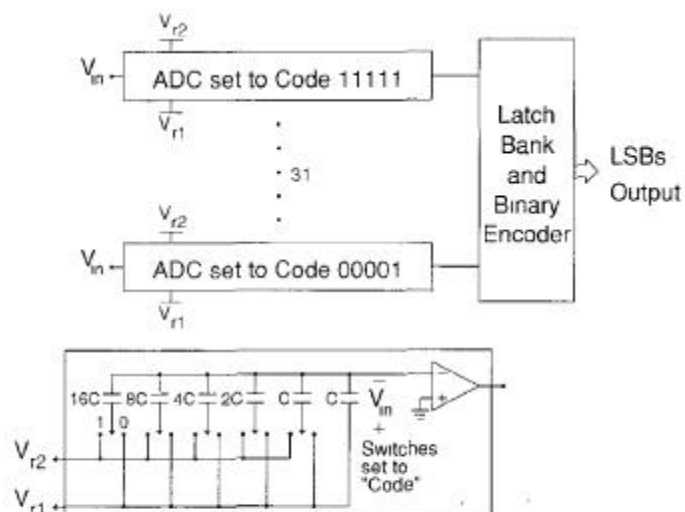 V_r2
V_in
ADC set to Code 11111
V_r1
31
V_r2
V_in
ADC set to Code 00001
V_r1
Latch
Bank
and
Binary
Encoder
LSBs
Output
16C
8C
4C
2C
C
C
1 0
−
V_in
+
−
+
Switches
set to
"Code"
V_r2
V_r1